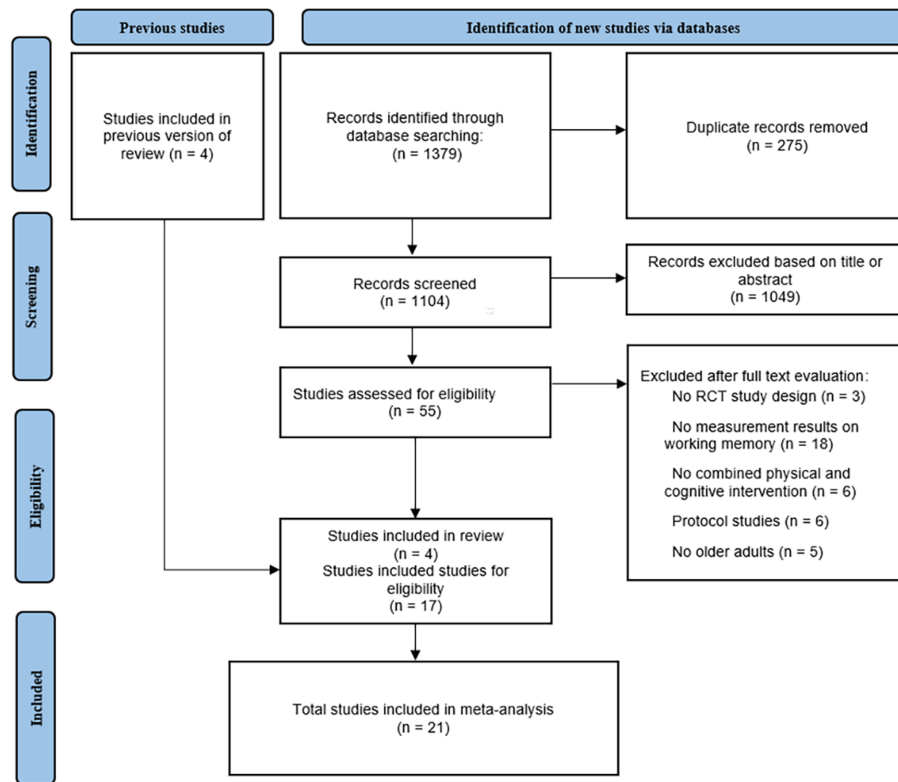 Previous studies
Identification of new studies via databases
Identification
Studies included in
previous version of
review (n = 4)
Records identified through
database searching:
(n = 1379)
Duplicate records removed
(n = 275)
Screening
Records screened
(n = 1104)
Records excluded based on title or
abstract
(n = 1049)
Eligibility
Studies assessed for eligibility
(n = 55)
Excluded after full text evaluation:
No RCT study design (n = 3)
No measurement results on
working memory (n = 18)
No combined physical and
cognitive intervention (n = 6)
Protocol studies (n = 6)
No older adults (n = 5)
Studies included in review
(n = 4)
Studies included studies for
eligibility
(n = 17)
Included
Total studies included in meta-analysis
(n = 21)